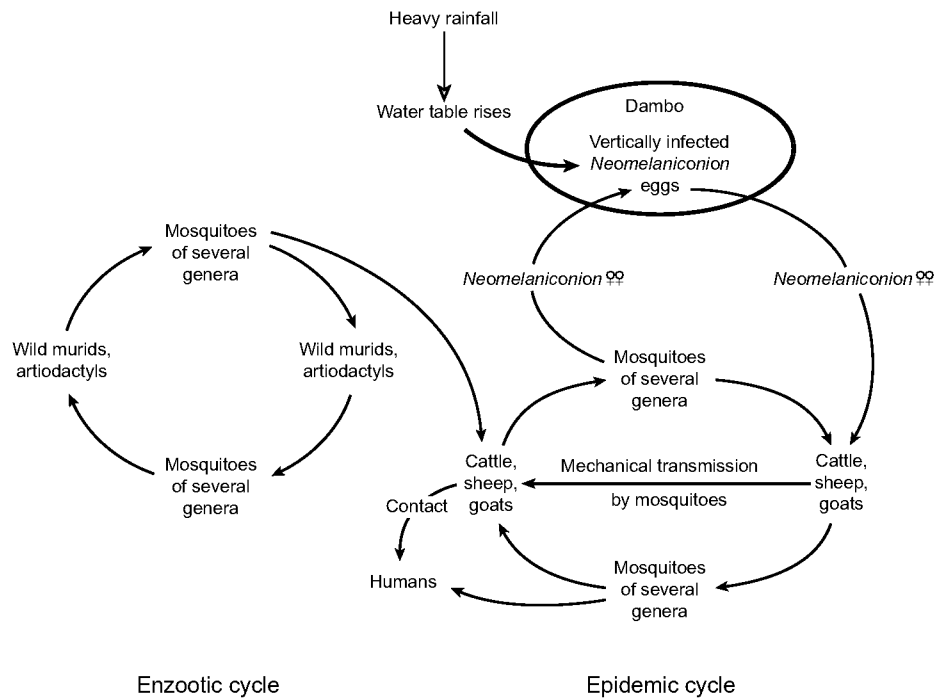 Heavy rainfall
Water table rises
Dambo
Vertically infected
Neomelaniconion
eggs
Mosquitoes
of several
genera
Neomelaniconion ♀♀
Neomelaniconion ♀♀
Wild murids,
artiodactyls
Wild murids,
artiodactyls
Mosquitoes
of several
genera
Mosquitoes
of several
genera
Cattle,
sheep,
goats
Mechanical transmission
by mosquitoes
Cattle,
sheep,
goats
Contact
Humans
Mosquitoes
of several
genera
Enzootic cycle
Epidemic cycle